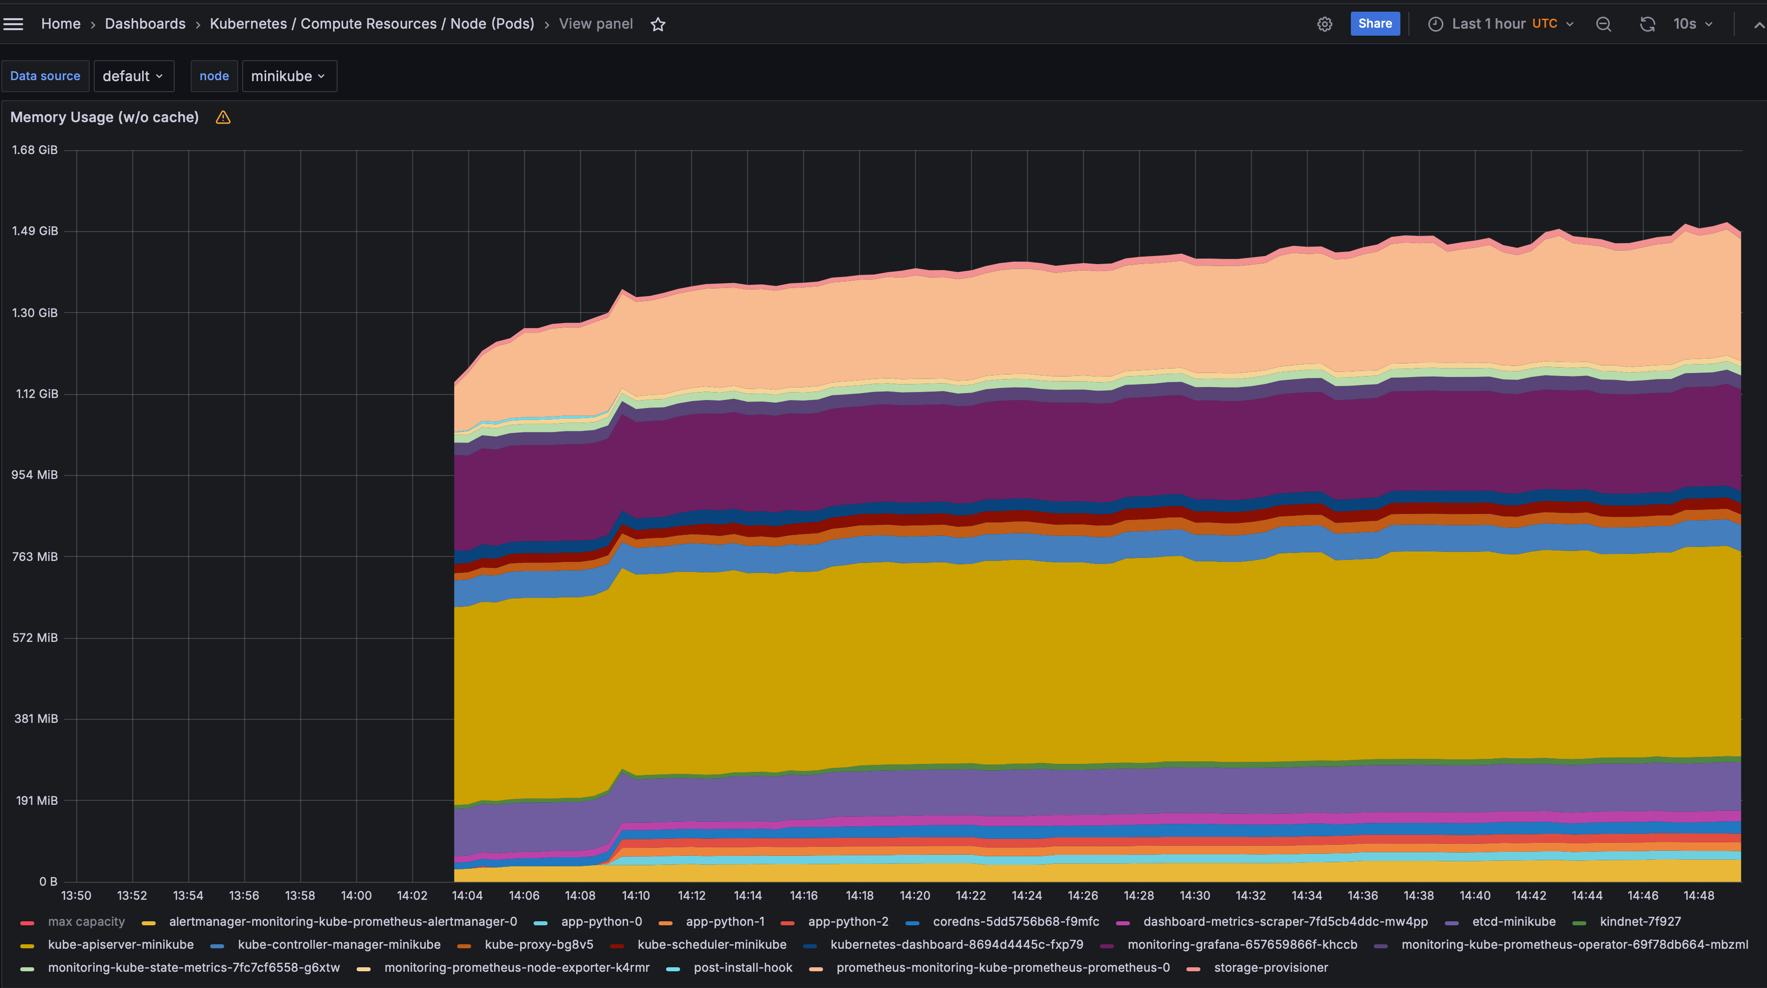 Home › Dashboards › Kubernetes / Compute Resources / Node (Pods) › View panel Share Last 1 hour UTC 10s
Data source default node minikube
Memory Usage (w/o cache)
1.68 GiB
1.49 GiB
1.30 GiB
1.12 GiB
954 MiB
763 MiB
572 MiB
381 MiB
191 MiB
0 B
13:50 13:52 13:54 13:56 13:58 14:00 14:02 14:04 14:06 14:08 14:10 14:12 14:14 14:16 14:18 14:20 14:22 14:24 14:26 14:28 14:30 14:32 14:34 14:36 14:38 14:40 14:42 14:44 14:46 14:48
max capacity alertmanager-monitoring-kube-prometheus-alertmanager-0 app-python-0 app-python-1 app-python-2 coredns-5dd5756b68-f9mfc dashboard-metrics-scraper-7fd5cb4ddc-mw4pp etcd-minikube kindnet-7f927
kube-apiserver-minikube kube-controller-manager-minikube kube-proxy-bg8v5 kube-scheduler-minikube kubernetes-dashboard-8694d4445c-fxp79 monitoring-grafana-657659866f-khccb monitoring-kube-prometheus-operator-69f78db664-mbzml
monitoring-kube-state-metrics-7fc7cf6558-g6xtw monitoring-prometheus-node-exporter-k4rmr post-install-hook prometheus-monitoring-kube-prometheus-prometheus-0 storage-provisioner